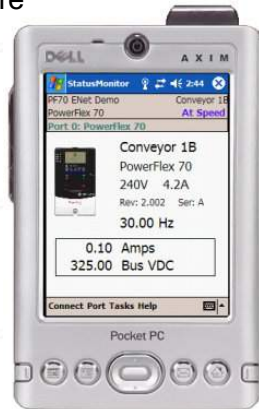 re
DELL
AXIM
StatusMonitor 2:44
PF70 ENet Demo Conveyor 1B
PowerFlex 70 At Speed
Port 0: PowerFlex 70
Conveyor 1B
PowerFlex 70
240V 4.2A
Rev: 2.002 Ser: A
30.00 Hz
0.10 Amps
325.00 Bus VDC
Connect Port Tasks Help
Pocket PC